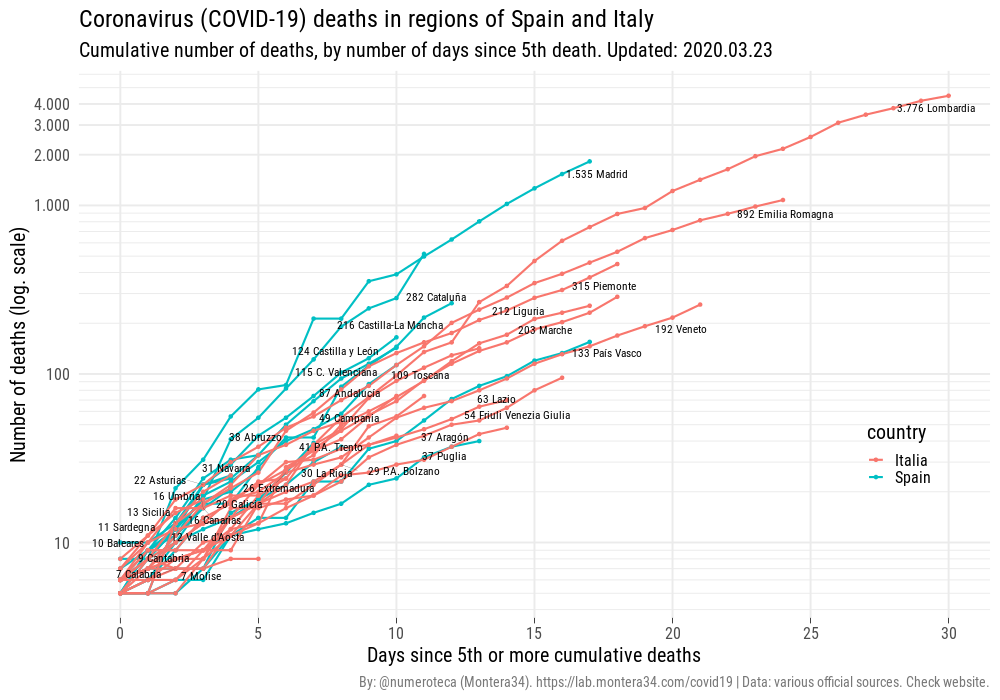 Coronavirus (COVID-19) deaths in regions of Spain and Italy
Cumulative number of deaths, by number of days since 5th death. Updated: 2020.03.23
Number of deaths (log. scale)
4.000
3.000
2.000
1.000
100
10
3.776 Lombardia
1.535 Madrid
892 Emilia Romagna
282 Cataluña
315 Piemonte
212 Liguria
216 Castilla-La Mancha
203 Marche
192 Veneto
124 Castilla y León
133 País Vasco
115 C. Valenciana
109 Toscana
87 Andalucía
63 Lazio
49 Campania
54 Friuli Venezia Giulia
38 Abruzzo
37 Aragón
41 P.A. Trento
37 Puglia
31 Navarra
30 La Rioja
29 P.A. Bolzano
22 Asturias
26 Extremadura
16 Umbria
20 Galicia
13 Sicilia
16 Canarias
11 Sardegna
12 Valle d'Aosta
10 Baleares
9 Cantabria
7 Calabria
7 Molise
country
Italia
Spain
0 5 10 15 20 25 30
Days since 5th or more cumulative deaths
By: @numeroteca (Montera34). https://lab.montera34.com/covid19 | Data: various official sources. Check website.